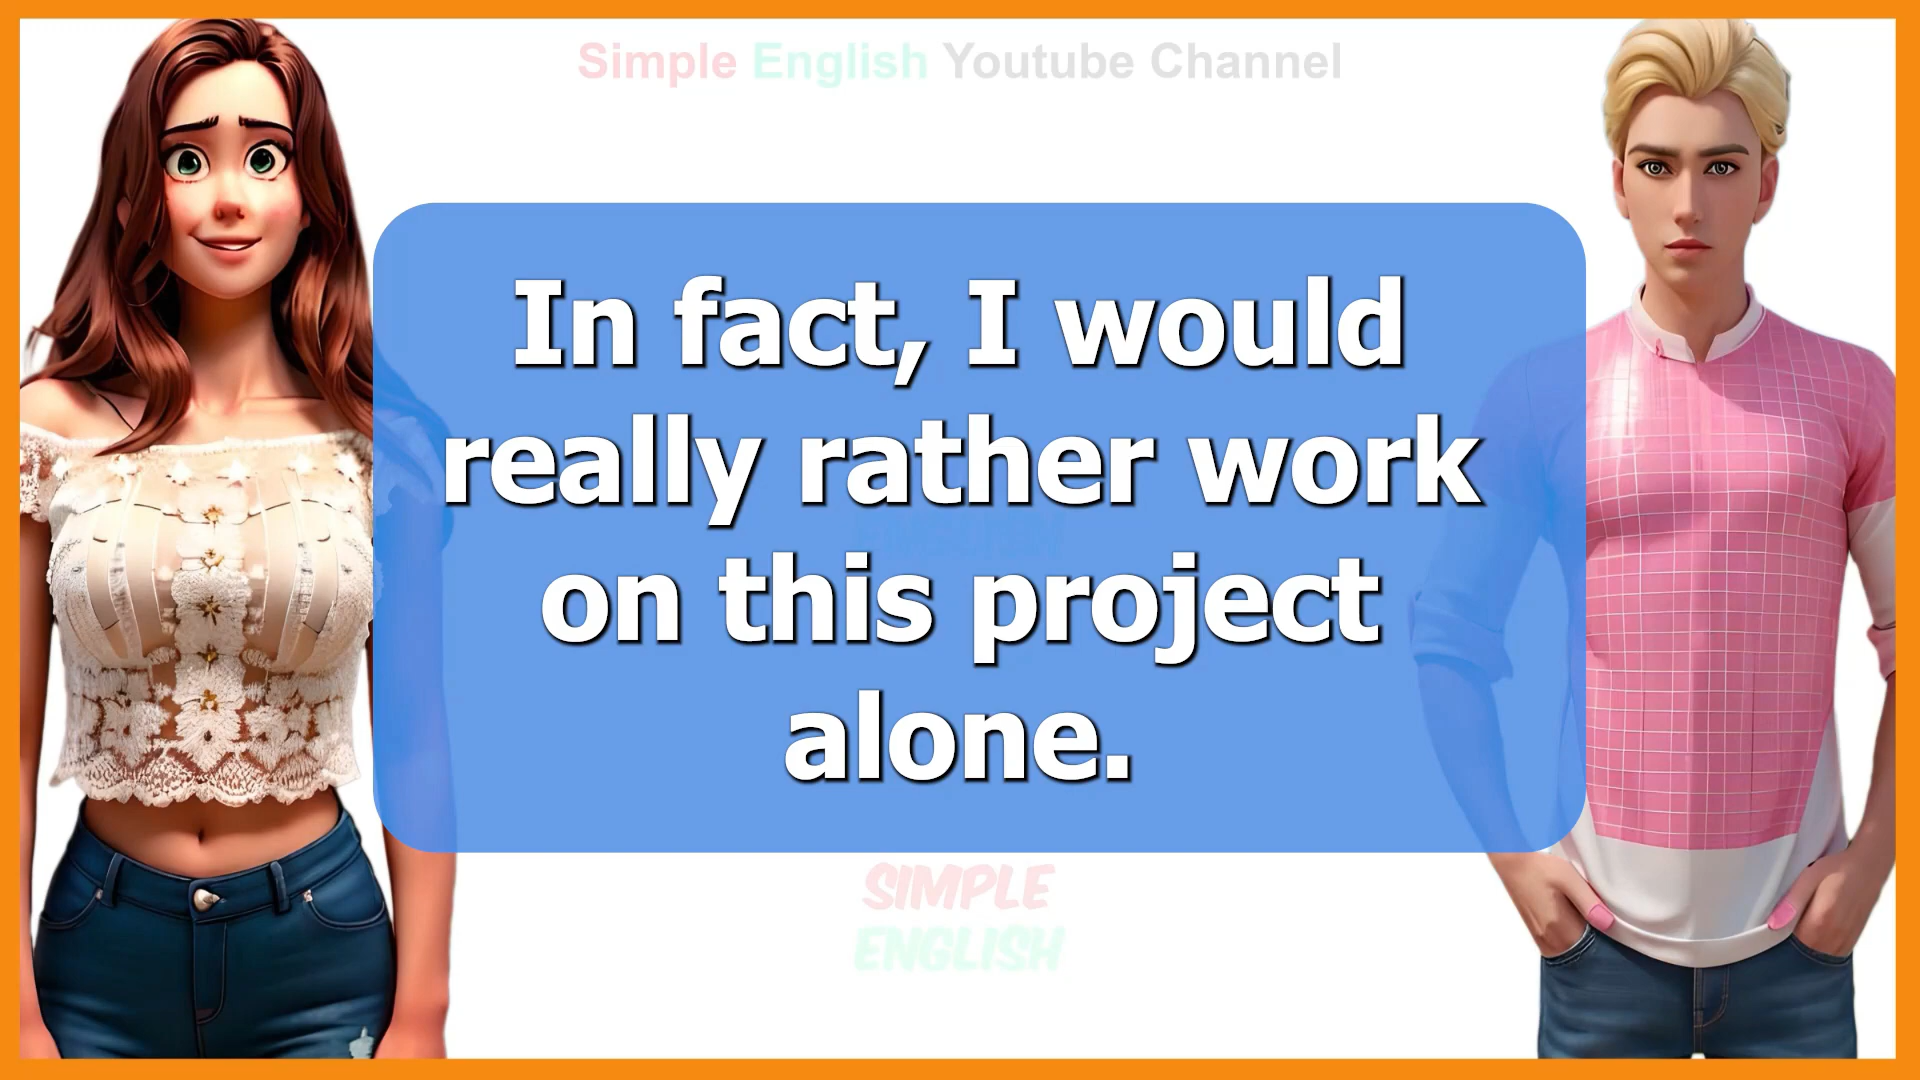 Simple English Youtube Channel
In fact, I would
really rather work
on this project
alone.
SIMPLE
ENGLISH